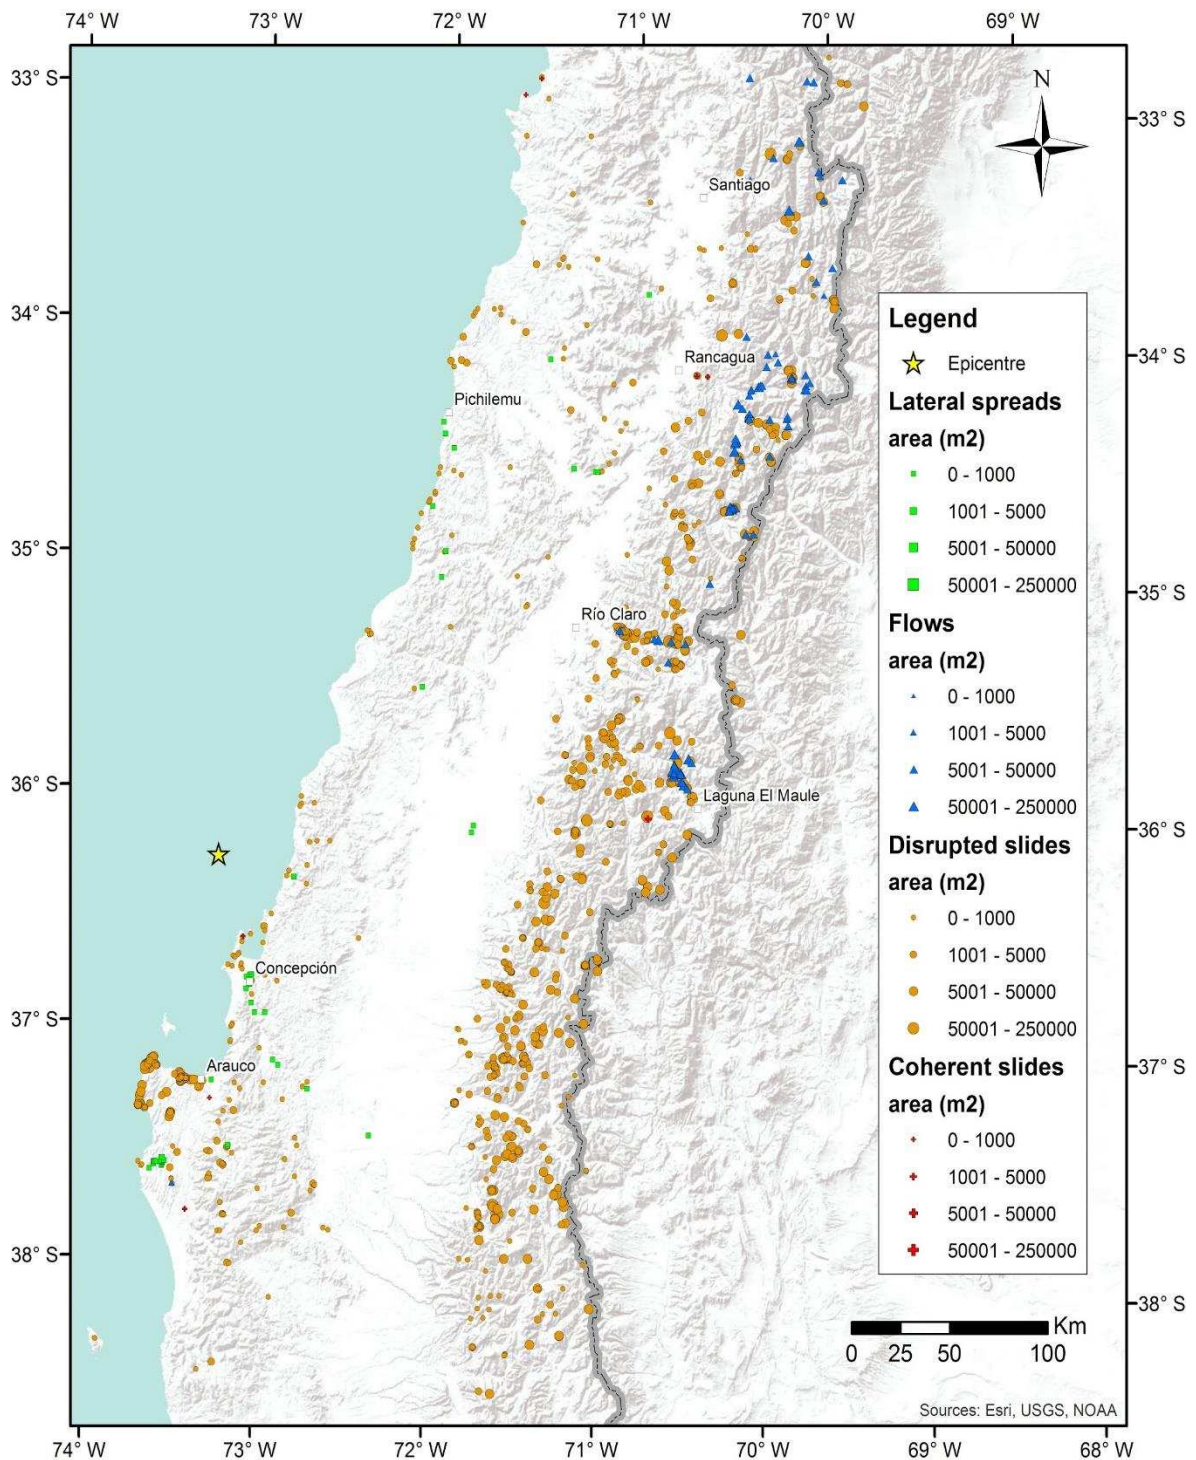 74° W 73° W 72° W 71° W 70° W 69° W
33° S
N
33° S
Santiago
34° S
Legend
Epicentre
34° S
Rancagua
Lateral spreads
Pichilemu
area (m2)
0 - 1000
1001 - 5000
35° S
5001 - 50000
50001 - 250000
35° S
Río Claro
Flows
area (m2)
0 - 1000
1001 - 5000
36° S
5001 - 50000
Laguna El Maule
50001 - 250000
36° S
Disrupted slides
area (m2)
0 - 1000
Concepción
1001 - 5000
5001 - 50000
37° S
50001 - 250000
Arauco
37° S
Coherent slides
area (m2)
0 - 1000
1001 - 5000
5001 - 50000
38° S
50001 - 250000
38° S
Km
0 25 50 100
Sources: Esri, USGS, NOAA
74° W 73° W 72° W 71° W 70° W 69° W 68° W